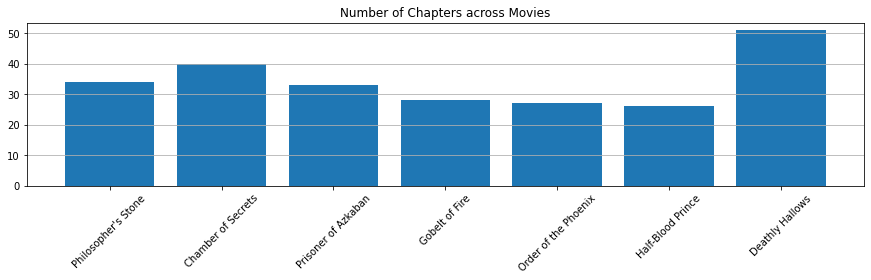 Number of Chapters across Movies
50
40
30
20
10
0
Philosopher's Stone
Chamber of Secrets
Prisoner of Azkaban
Gobelt of Fire
Order of the Phoenix
Half-Blood Prince
Deathly Hallows